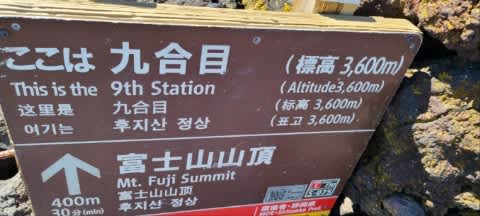 ここは 九合目 (標高 3,600m)
This is the 9th Station (Altitude3,600m)
这里是 九合目 (标高 3,600m)
여기는 후지산 정상 (표고 3,600m)
富士山山頂
Mt. Fuji Summit
富士山山顶
후지산 정상
400m
30分(min)